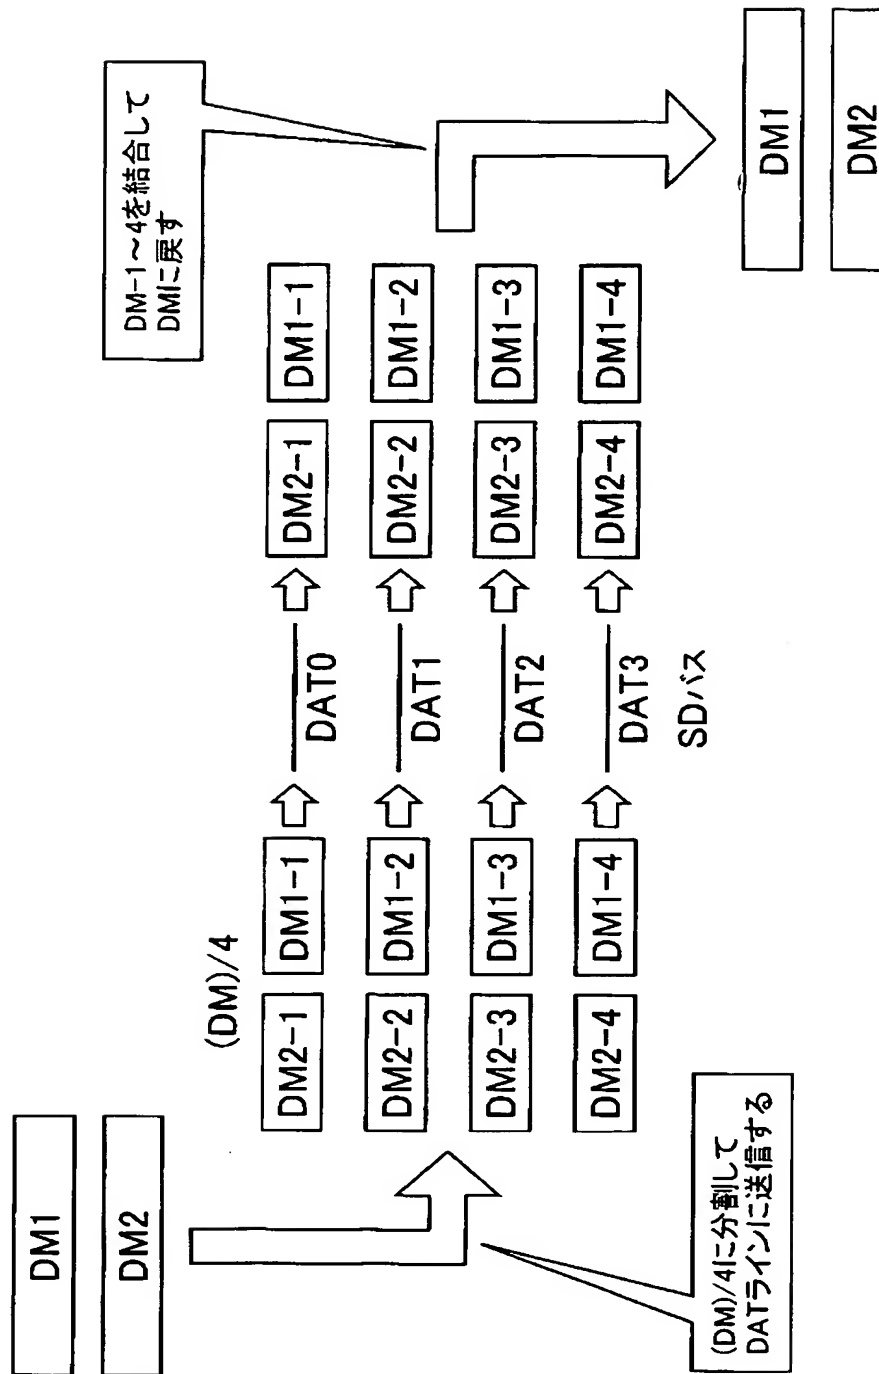 DM1
DM2
(DM)/4
DM2-1
DM1-1
DAT0
DM2-1
DM1-1
DM2-2
DM1-2
DAT1
DM2-2
DM1-2
DM2-3
DM1-3
DAT2
DM2-3
DM1-3
DM2-4
DM1-4
DAT3
DM2-4
DM1-4
SDバス
(DM)/4に分割して
DATラインに送信する
DM-1～4を結合して
DMIに戻す
DM1
DM2